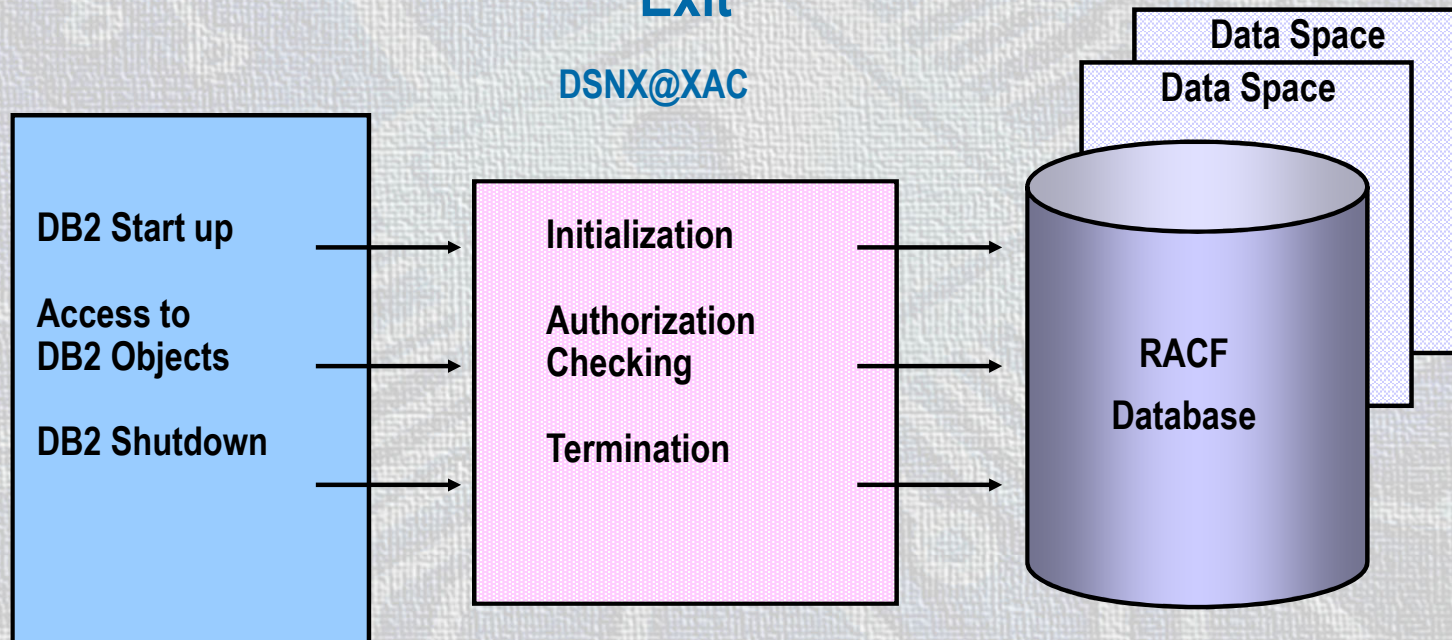 Exit
DSNX@XAC
Data Space
Data Space
DB2 Start up
Access to
DB2 Objects
DB2 Shutdown
Initialization
Authorization
Checking
Termination
RACF
Database